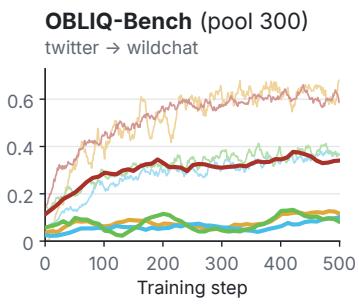 OBLIQ-Bench (pool 300)
twitter → wildchat
0.6
0.4
0.2
0
0 100 200 300 400 500
Training step